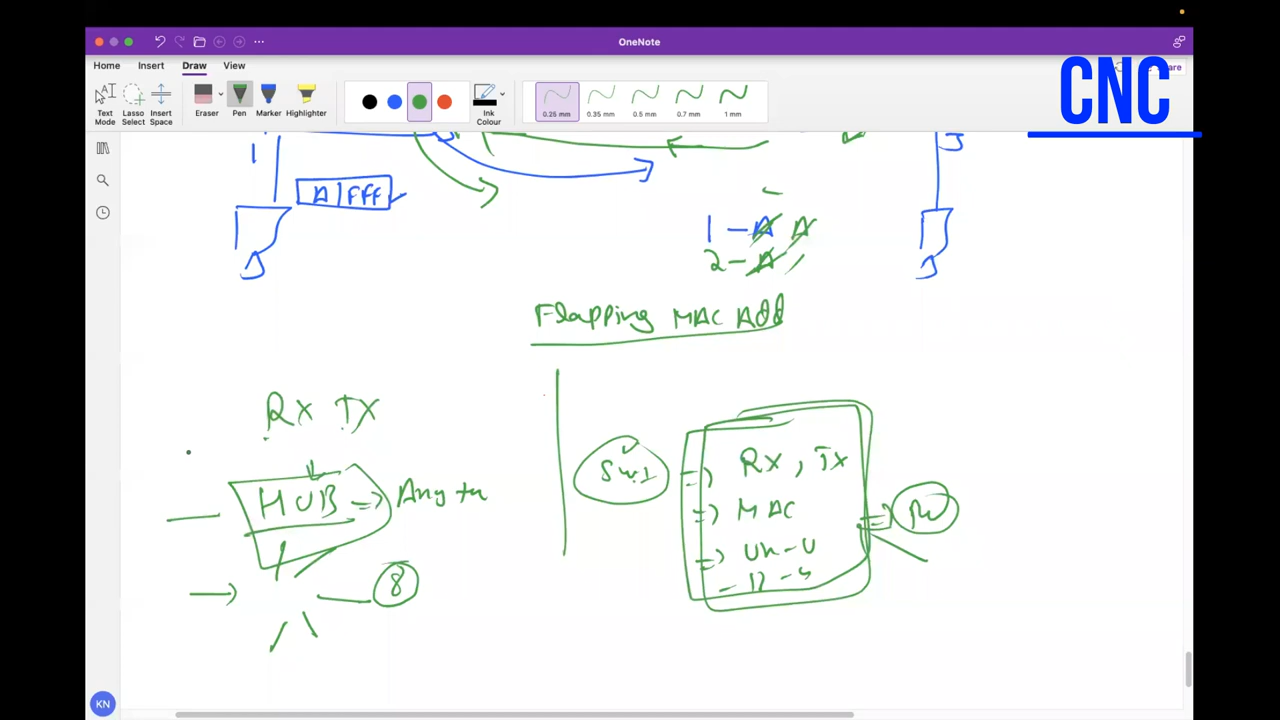 OneNote
Home Insert Draw View
CNC
Text Mode
Lasso Select
Insert Space
Eraser
Pen
Marker
Highlighter
Ink Colour
0.25 mm
0.35 mm
0.5 mm
0.7 mm
1 mm
1
A | FFF
1 – A A
2 – A
Flapping MAC Add
RX TX
HUB => Any
8
SW1
RX, TX
MAC
UK-U
KN